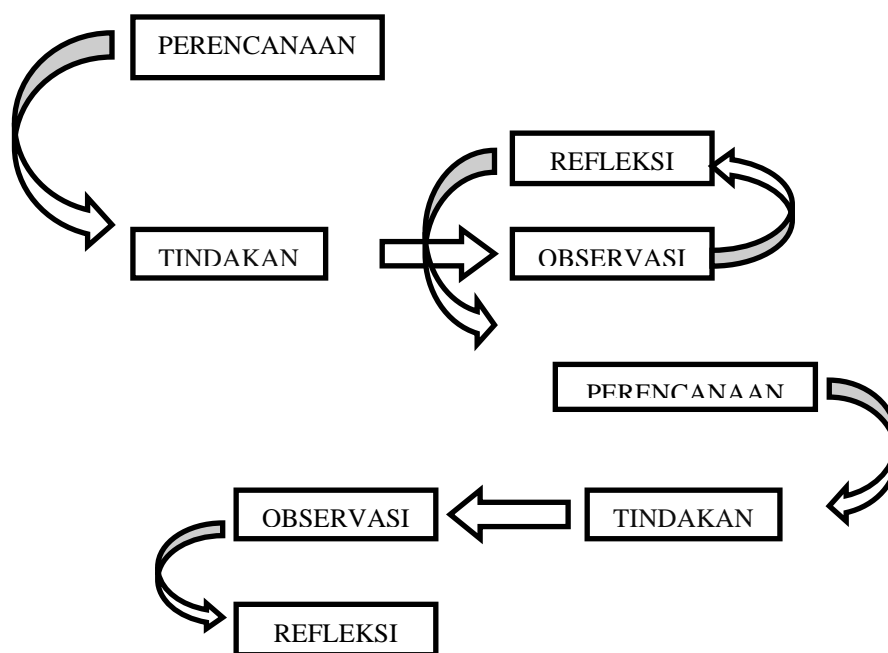 PERENCANAAN
REFLEKSI
TINDAKAN
OBSERVASI
PERENCANAAN
OBSERVASI
TINDAKAN
REFLEKSI